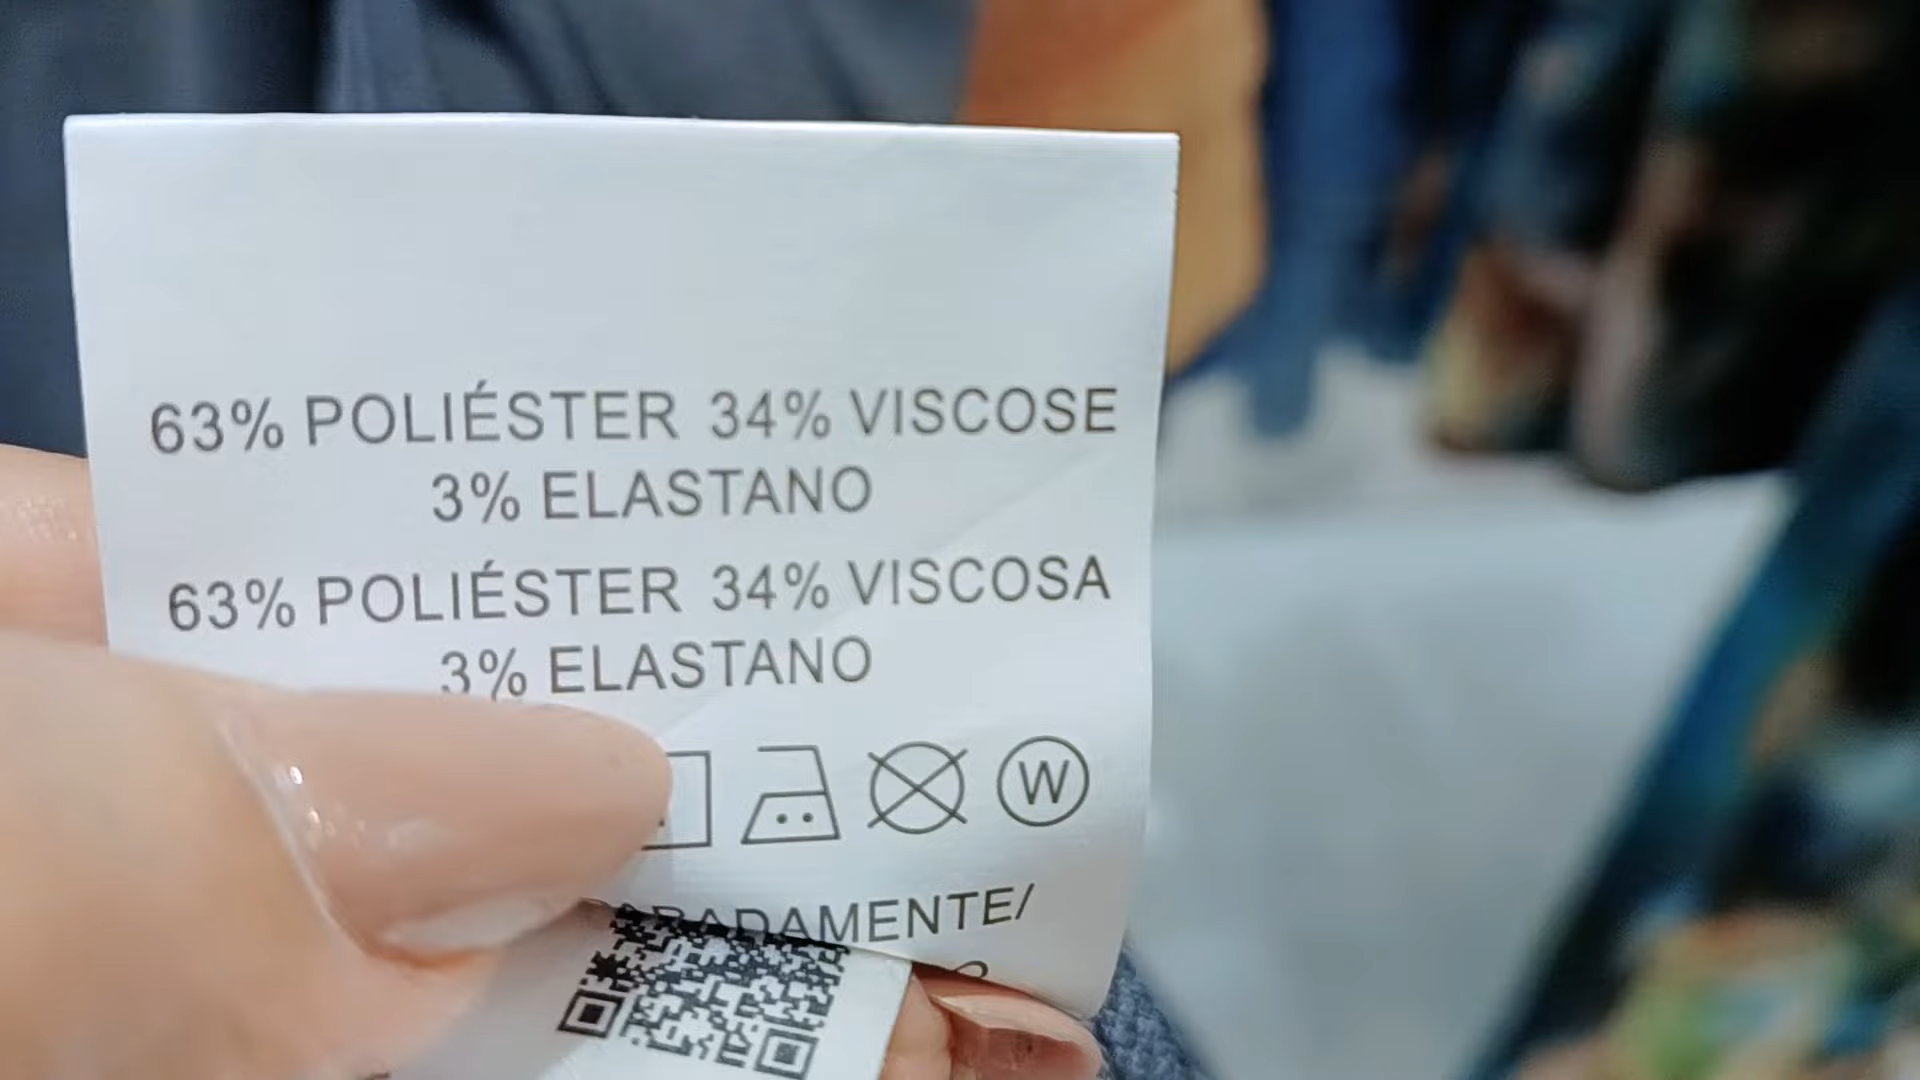 63% POLIÉSTER 34% VISCOSE
3% ELASTANO
63% POLIÉSTER 34% VISCOSA
3% ELASTANO
W